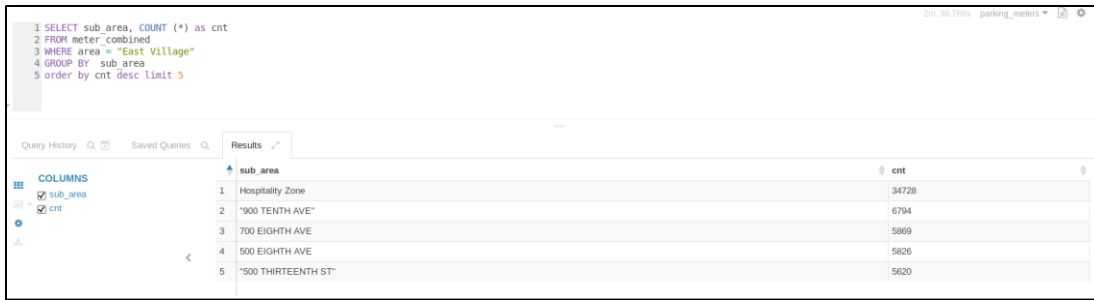 2m, 36.786s parking_meters
1 SELECT sub_area, COUNT (*) as cnt
2 FROM meter_combined
3 WHERE area = "East Village"
4 GROUP BY  sub_area
5 order by cnt desc limit 5
Query History Saved Queries Results
COLUMNS
sub_area
cnt
sub_area cnt
1 Hospitality Zone 34728
2 "900 TENTH AVE" 6794
3 700 EIGHTH AVE 5869
4 500 EIGHTH AVE 5826
5 "500 THIRTEENTH ST" 5620